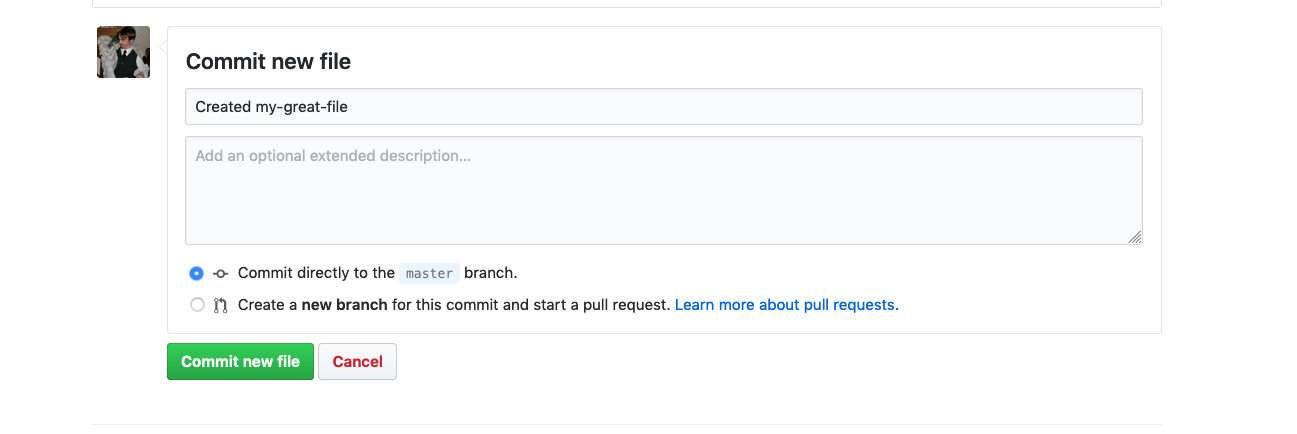 Commit new file
Created my-great-file
Add an optional extended description...
Commit directly to the master branch.
Create a new branch for this commit and start a pull request. Learn more about pull requests.
Commit new file
Cancel